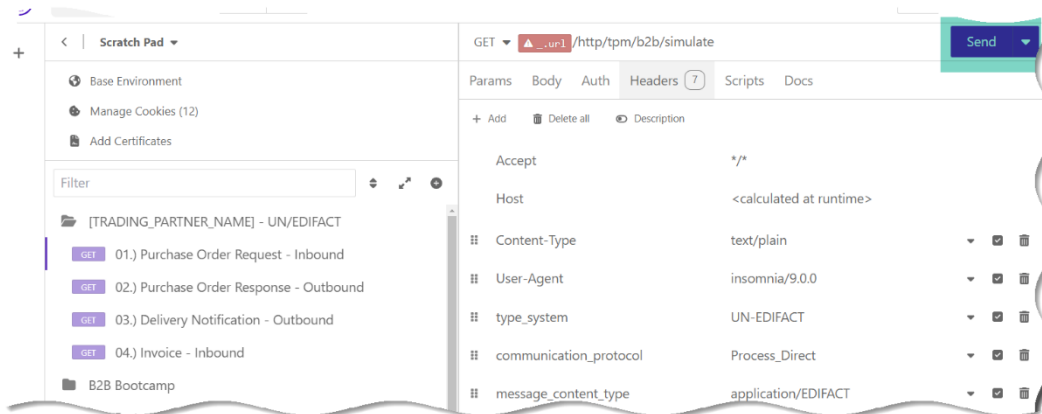 Scratch Pad
Base Environment
Manage Cookies (12)
Add Certificates
Filter
[TRADING_PARTNER_NAME] - UN/EDIFACT
GET 01.) Purchase Order Request - Inbound
GET 02.) Purchase Order Response - Outbound
GET 03.) Delivery Notification - Outbound
GET 04.) Invoice - Inbound
B2B Bootcamp
GET _.url /http/tpm/b2b/simulate
Send
Params Body Auth Headers 7 Scripts Docs
+ Add Delete all Description
Accept */*
Host <calculated at runtime>
Content-Type text/plain
User-Agent insomnia/9.0.0
type_system UN-EDIFACT
communication_protocol Process_Direct
message_content_type application/EDIFACT